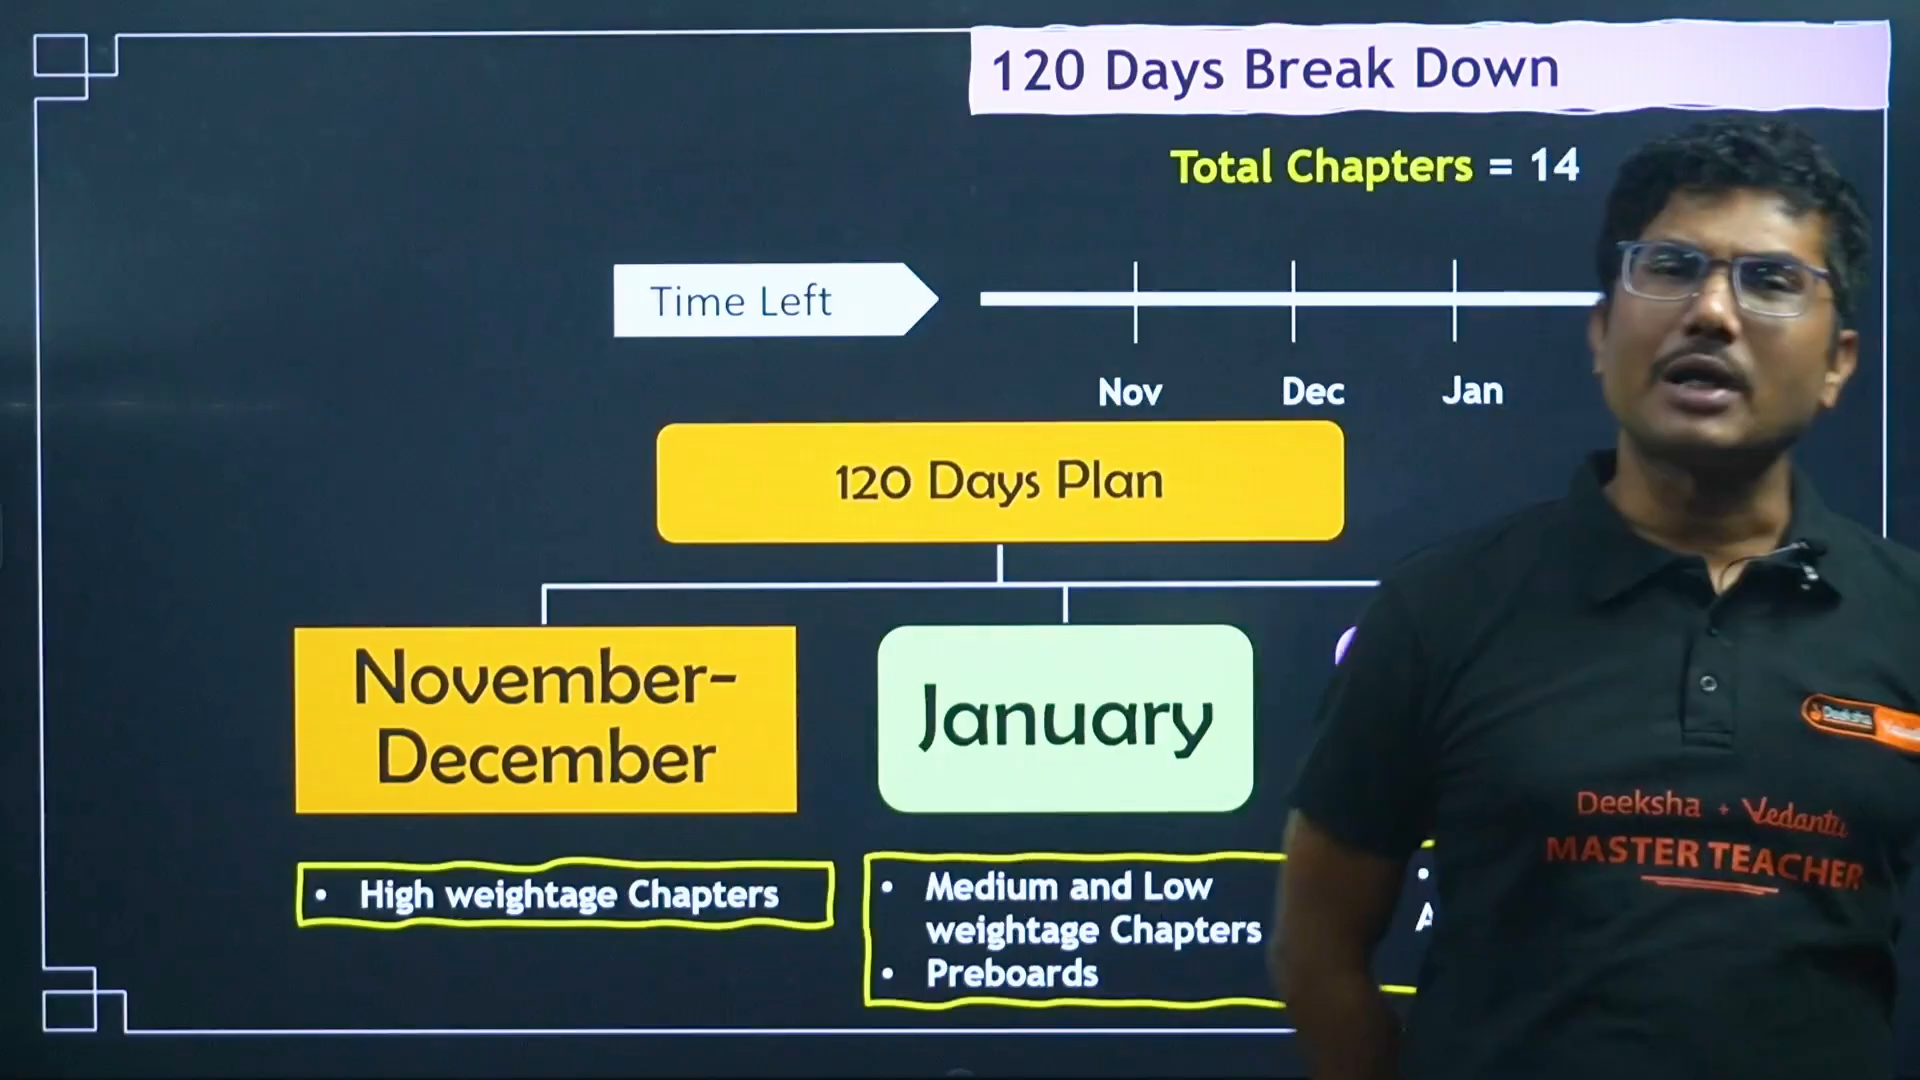 120 Days Break Down
Total Chapters = 14
Time Left
Nov
Dec
Jan
120 Days Plan
November-
December
January
• High weightage Chapters
• Medium and Low
weightage Chapters
• Preboards
•
A
Deeksha
Deeksha + Vedantu
MASTER TEACHER